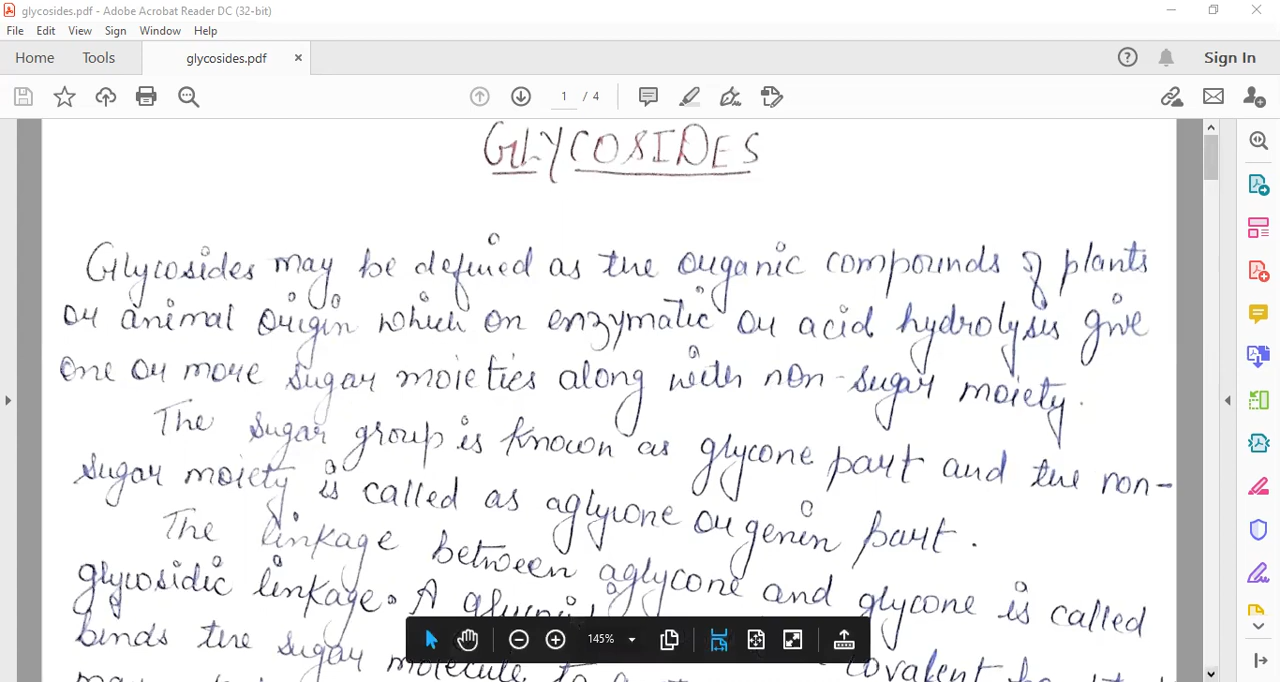 glycosides.pdf - Adobe Acrobat Reader DC (32-bit)
File Edit View Sign Window Help
Home Tools glycosides.pdf × Sign In
1 / 4
GLYCOSIDES
Glycosides may be defined as the organic compounds of plants
or animal origin which on enzymatic or acid hydrolysis give
one or more sugar moieties along with non-sugar moiety.
The sugar group is known as glycone part and the non-
sugar moiety is called as aglycone or genin part.
The linkage between aglycone and glycone is called
glycosidic linkage. A
binds the sugar molecule to covalent
145%